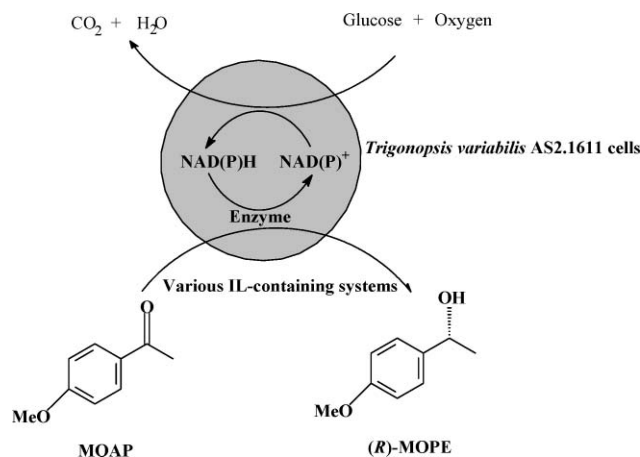 CO2 + H2O
Glucose + Oxygen
NAD(P)H NAD(P)+
Trigonopsis variabilis AS2.1611 cells
Enzyme
Various IL-containing systems
O
OH
MeO
MeO
MOAP
(R)-MOPE